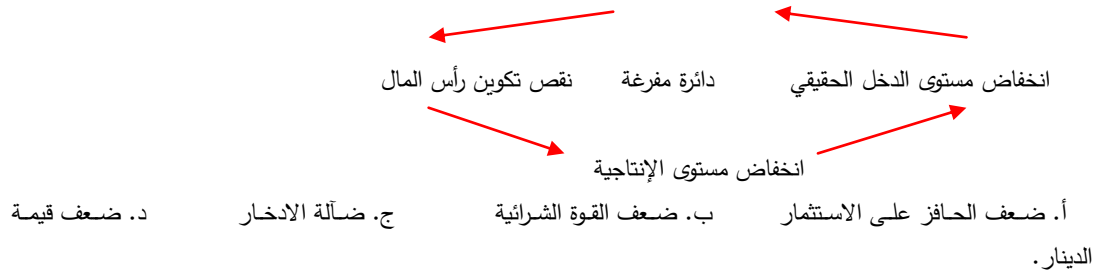 انخفاض مستوى الدخل الحقيقي دائرة مفرغة نقص تكوين رأس المال
انخفاض مستوى الإنتاجية
أ. ضعف الحافز على الاستثمار ب. ضعف القوة الشرائية ج. ضآلة الادخار د. ضعف قيمة
الدينار.